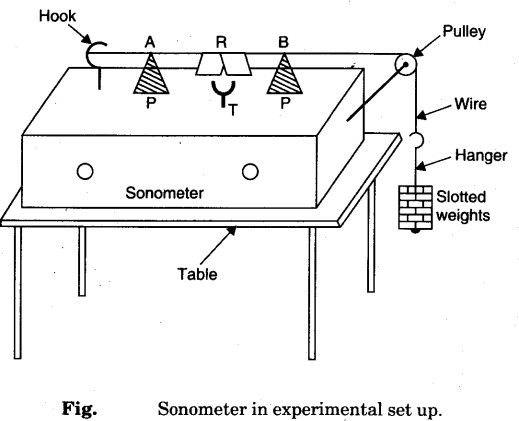 Hook
A R B
Pulley
P T P
Wire
Hanger
Sonometer
Slotted
weights
Table
Fig. Sonometer in experimental set up.